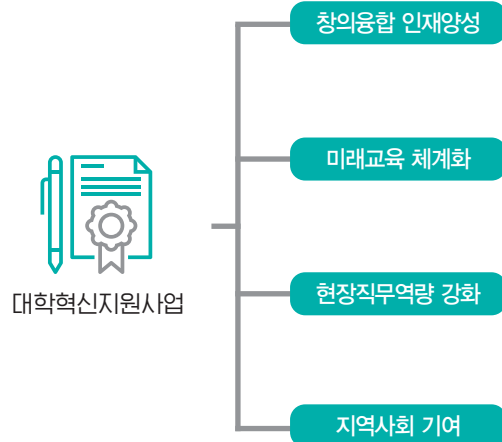 창의융합 인재양성
미래교육 체계화
대학혁신지원사업
현장직무역량 강화
지역사회 기여